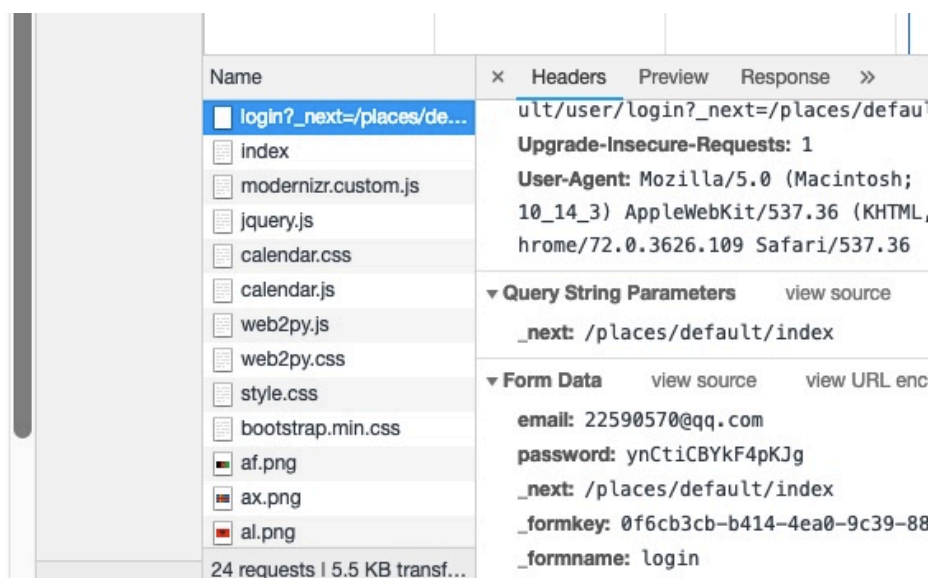 Name
login?_next=/places/de...
index
modernizr.custom.js
jquery.js
calendar.css
calendar.js
web2py.js
web2py.css
style.css
bootstrap.min.css
af.png
ax.png
al.png
24 requests | 5.5 KB transf...
× Headers Preview Response »
ult/user/login?_next=/places/defaul
Upgrade-Insecure-Requests: 1
User-Agent: Mozilla/5.0 (Macintosh;
10_14_3) AppleWebKit/537.36 (KHTML,
hrome/72.0.3626.109 Safari/537.36
Query String Parameters view source
_next: /places/default/index
Form Data view source view URL enc
email: 22590570@qq.com
password: ynCtiCBYkF4pKJg
_next: /places/default/index
_formkey: 0f6cb3cb-b414-4ea0-9c39-88
_formname: login